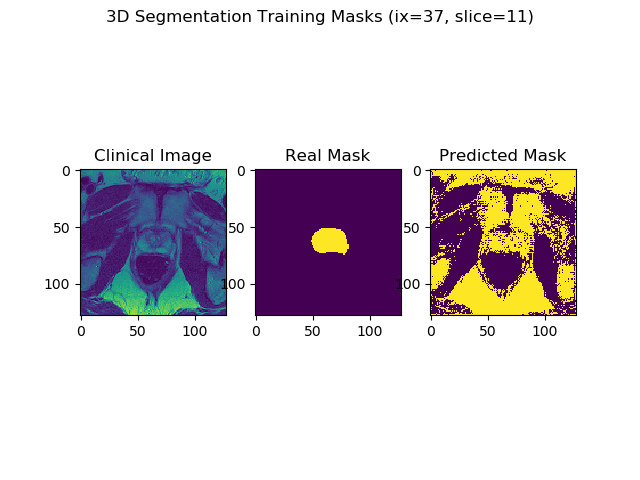 3D Segmentation Training Masks (ix=37, slice=11)
Clinical Image Real Mask Predicted Mask
0 0 0
50 50 50
100 100 100
0 50 100 0 50 100 0 50 100